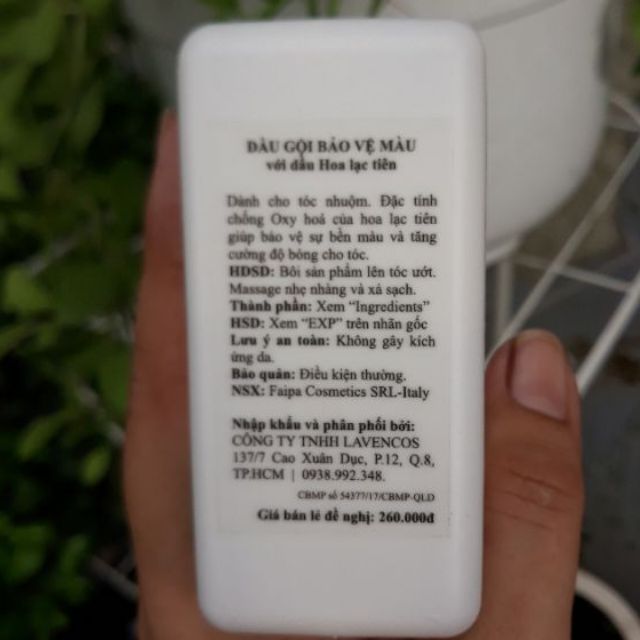 DẦU GỘI BẢO VỆ MÀU
với dầu Hoa lạc tiên
Dành cho tóc nhuộm. Đặc tính
chống Oxy hoá của hoa lạc tiên
giúp bảo vệ sự bền màu và tăng
cường độ bóng cho tóc.
HDSD: Bôi sản phẩm lên tóc ướt.
Massage nhẹ nhàng và xả sạch.
Thành phần: Xem “Ingredients”
HSD: Xem “EXP” trên nhãn gốc
Lưu ý an toàn: Không gây kích
ứng da.
Bảo quản: Điều kiện thường.
NSX: Faipa Cosmetics SRL-Italy
Nhập khẩu và phân phối bởi:
CÔNG TY TNHH LAVENCOS
137/7 Cao Xuân Dục, P.12, Q.8,
TP.HCM | 0938.992.348.
CBMP số 54377/17/CBMP-QLD
Giá bán lẻ đề nghị: 260.000đ